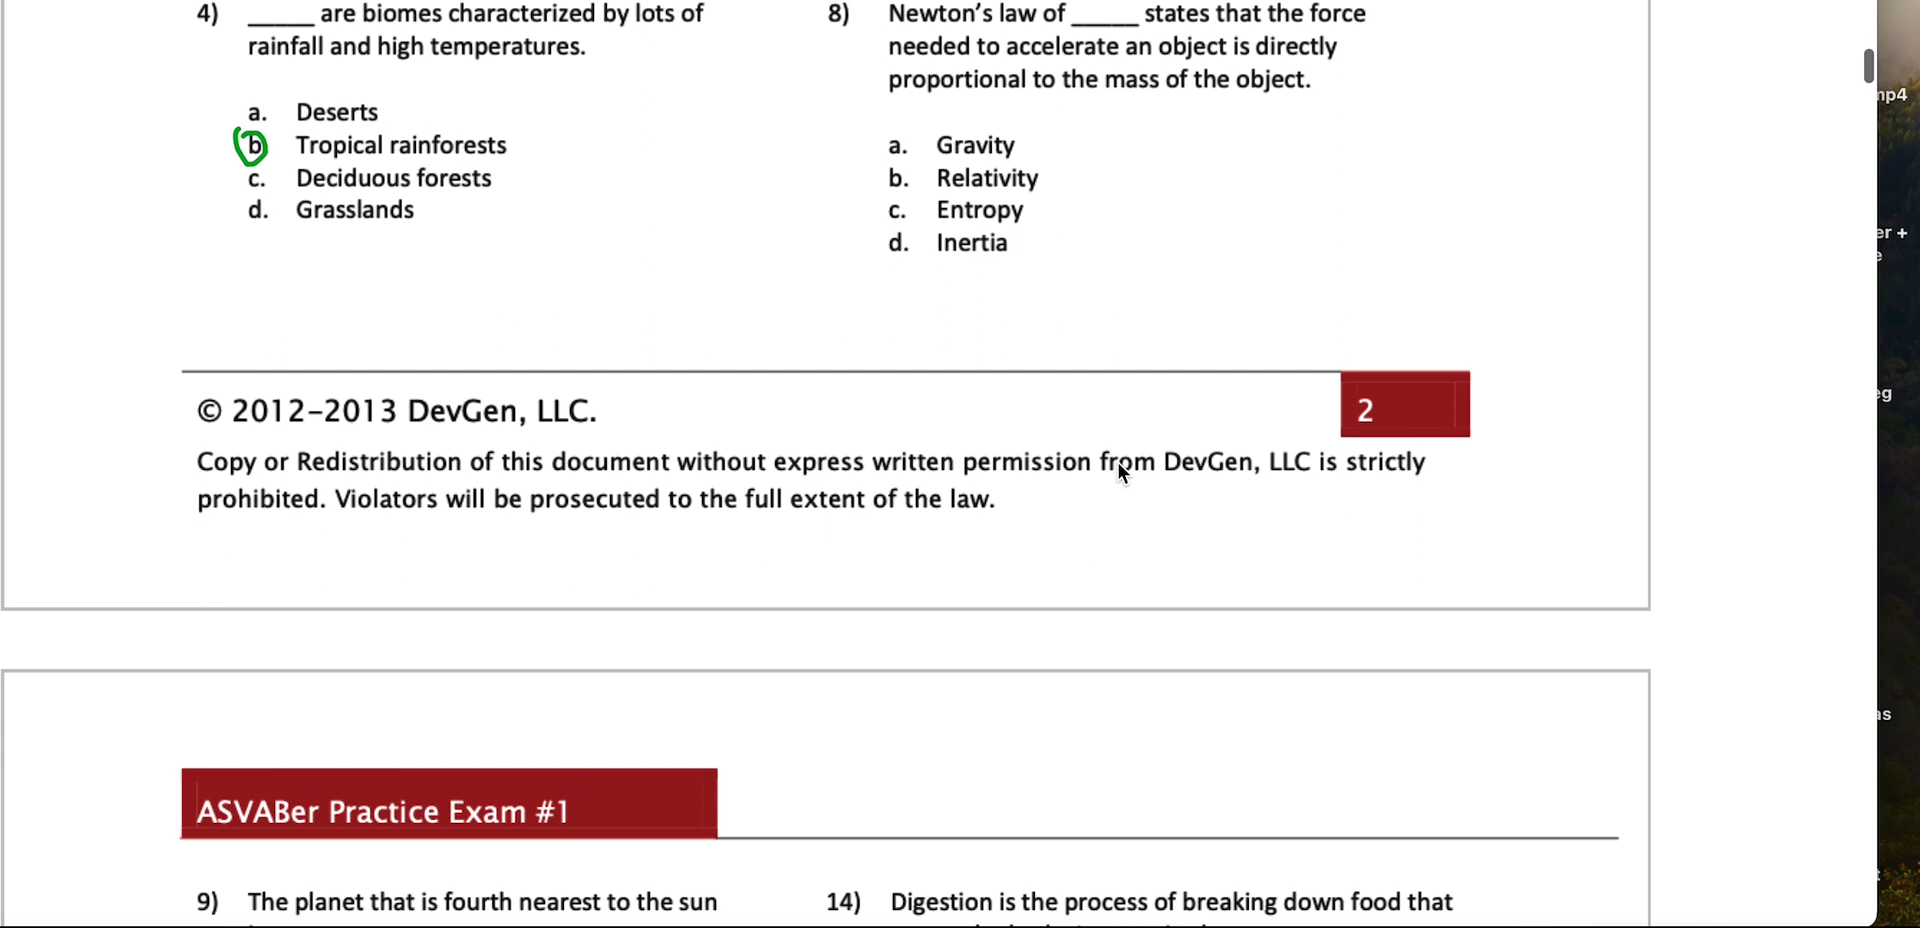 4) _____ are biomes characterized by lots of
rainfall and high temperatures.
a. Deserts
b Tropical rainforests
c. Deciduous forests
d. Grasslands
8) Newton’s law of _____ states that the force
needed to accelerate an object is directly
proportional to the mass of the object.
a. Gravity
b. Relativity
c. Entropy
d. Inertia
© 2012–2013 DevGen, LLC.
2
Copy or Redistribution of this document without express written permission from DevGen, LLC is strictly
prohibited. Violators will be prosecuted to the full extent of the law.
ASVABer Practice Exam #1
9) The planet that is fourth nearest to the sun
14) Digestion is the process of breaking down food that
mp4
er +
e
eg
as